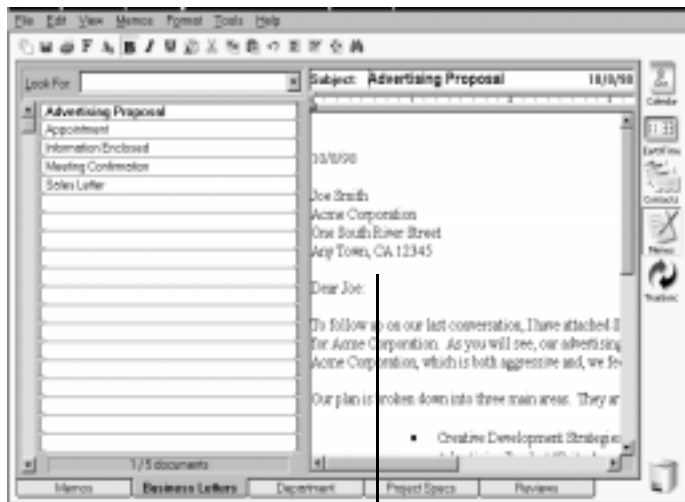 File Edit View Memos Format Tools Help
Look For:
Subject: Advertising Proposal 10/8/98
Advertising Proposal
Appointment
Information Enclosed
Meeting Confirmation
Sales Letter
10/8/98
Joe Smith
Acme Corporation
One South River Street
Any Town, CA 12345
Dear Joe:
To follow up on our last conversation, I have attached
for Acme Corporation. As you will see, our advertising
Acme Corporation, which is both aggressive and, we fe
Our plan is broken down into three main areas. They ar
• Creative Development Strategies
1/5 documents
Memos Business Letters Department Project Specs Reviews
Calendar
EarthTime
Contacts
Memos
TrueSync